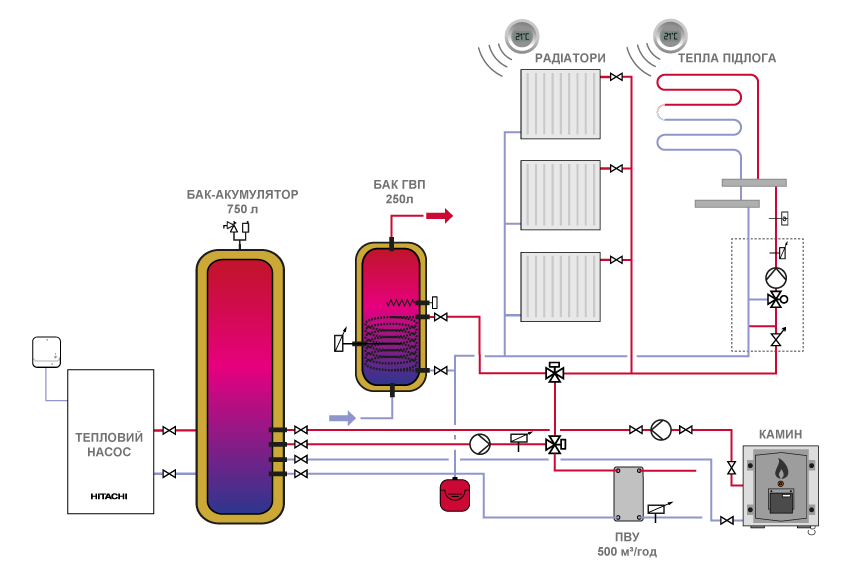 21°C
21°C
РАДІАТОРИ
ТЕПЛА ПІДЛОГА
БАК-АКУМУЛЯТОР
750 л
БАК ГВП
250л
ТЕПЛОВИЙ
НАСОС
HITACHI
КАМИН
ПВУ
500 м³/год